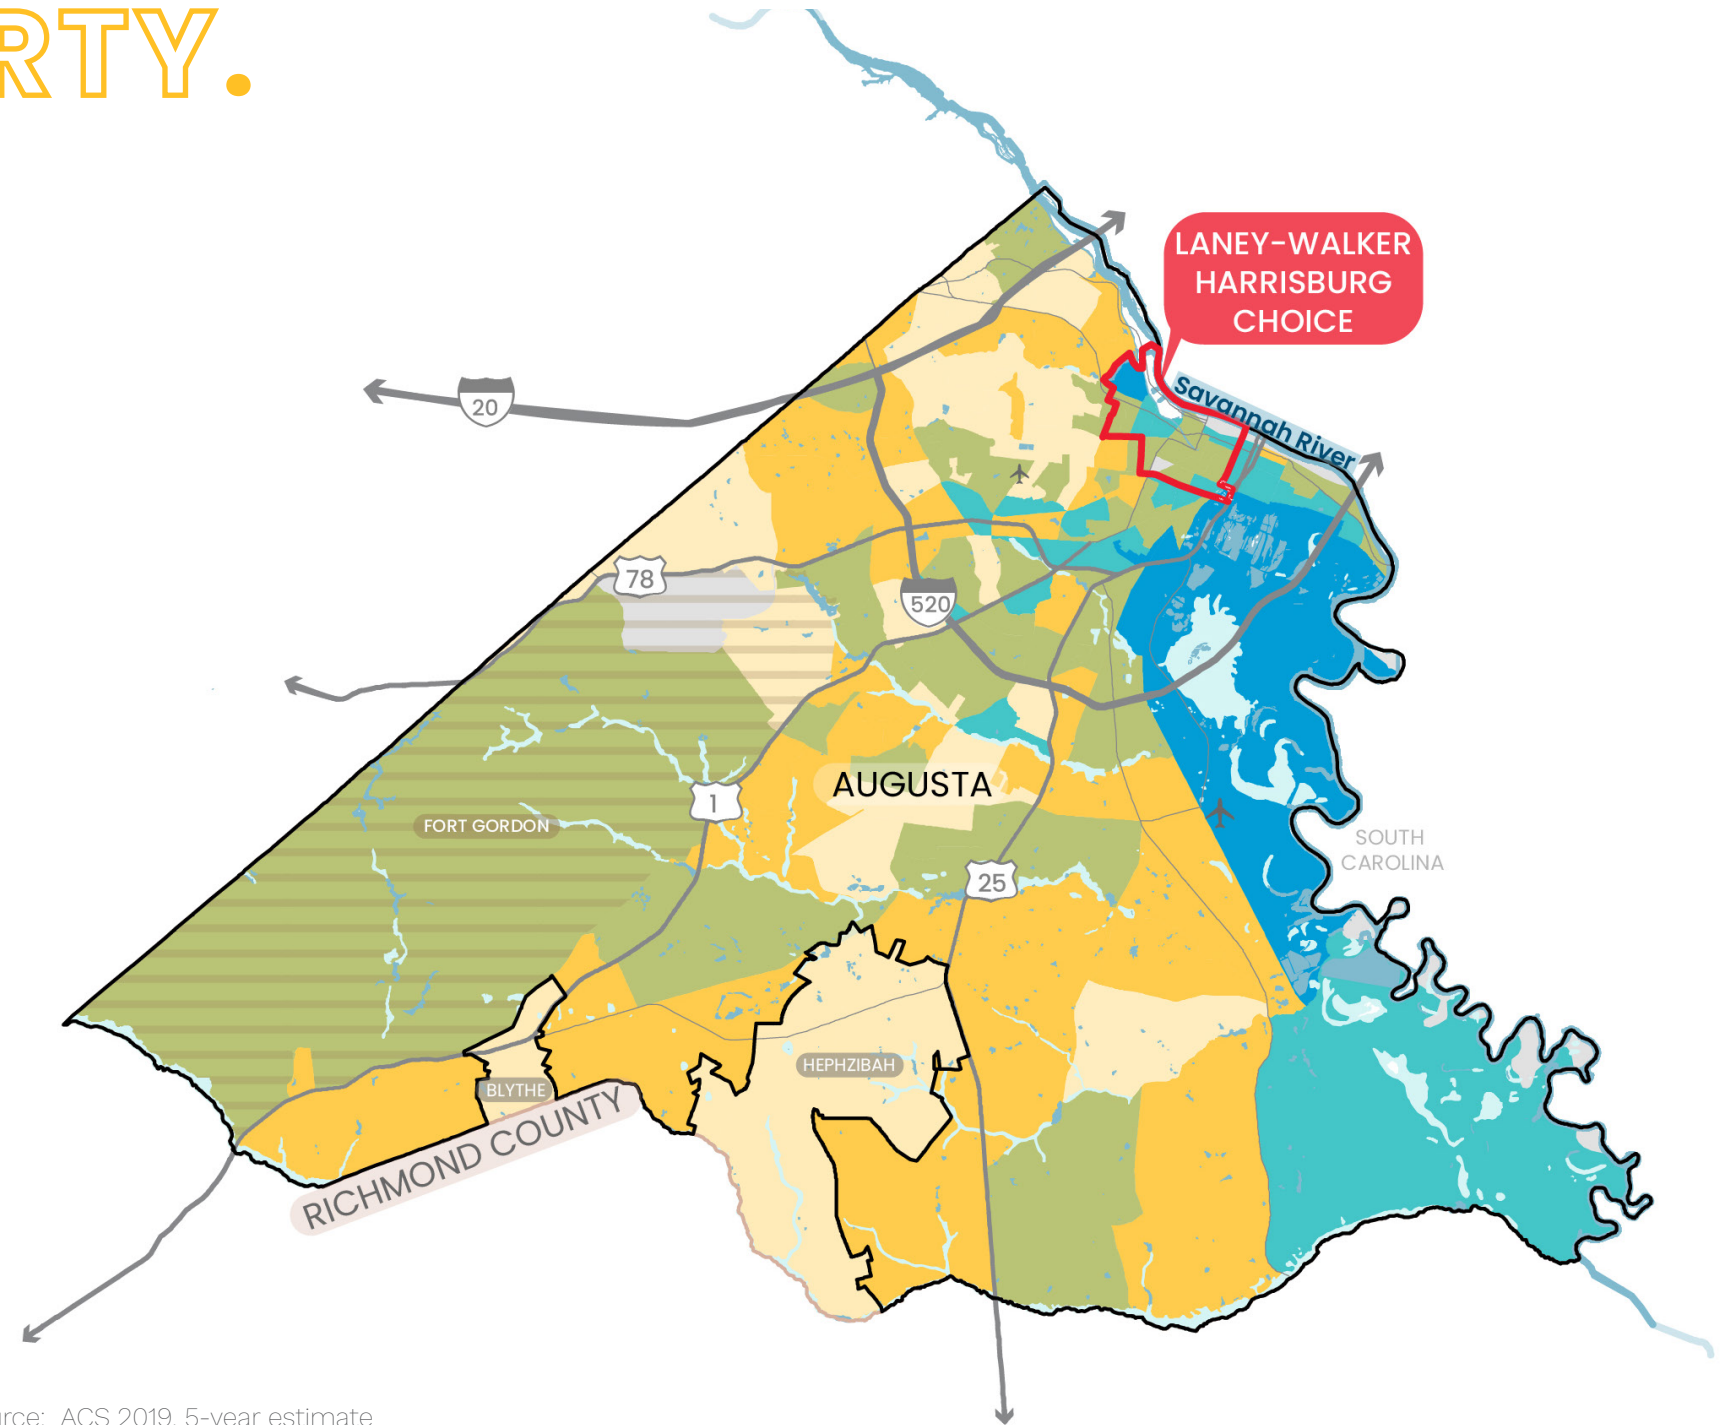 RTY.
LANEY-WALKER
HARRISBURG
CHOICE
Savannah River
20
78
520
1
AUGUSTA
FORT GORDON
25
SOUTH
CAROLINA
HEPHZIBAH
BLYTHE
RICHMOND COUNTY
urce: ACS 2019, 5-year estimate